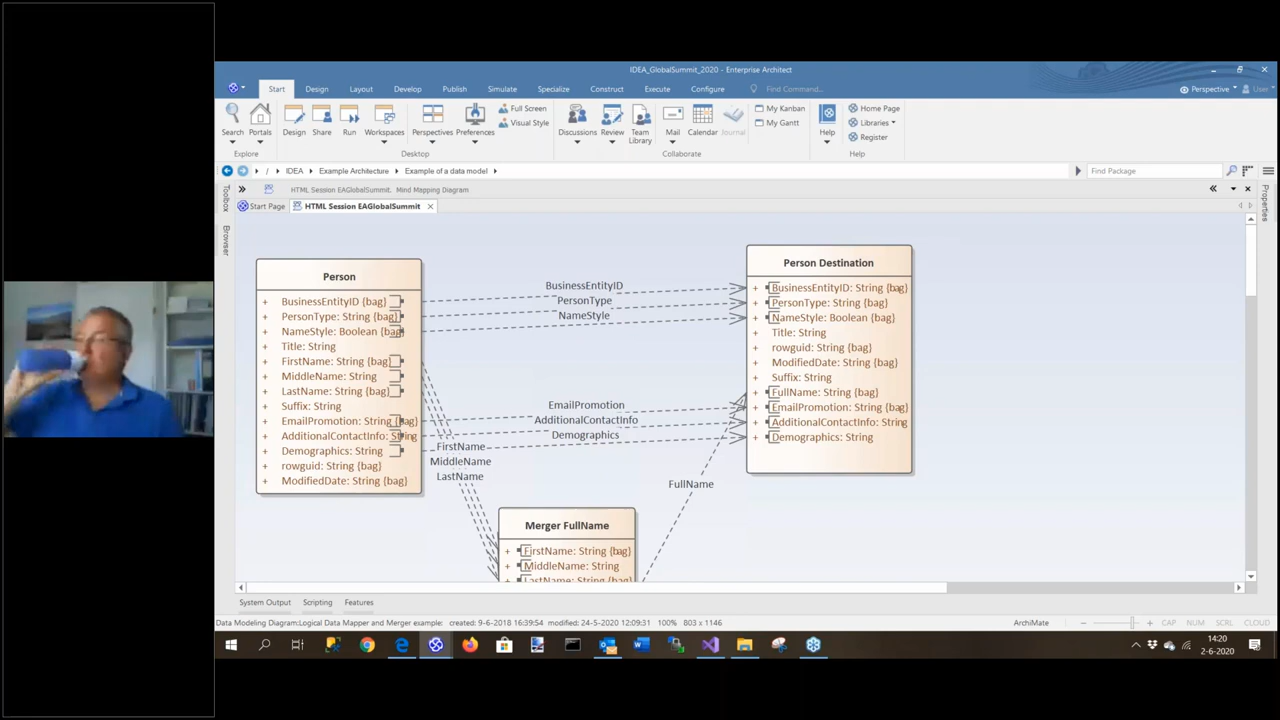 IDEA_GlobalSummit_2020 - Enterprise Architect
Start Design Layout Develop Publish Simulate Specialize Construct Execute Configure Find Command... Perspective User
Search Portals Design Share Run Workspaces Perspectives Preferences Full Screen Visual Style Discussions Review Team Library Mail Calendar Journal My Kanban My Gantt Help Home Page Libraries Register
Explore Desktop Collaborate Help
/ IDEA Example Architecture Example of a data model Find Package
HTML Session EAGlobalSummit. Mind Mapping Diagram
Start Page HTML Session EAGlobalSummit
Toolbox
Browser
Properties
Person
+ BusinessEntityID {bag}
+ PersonType: String {bag}
+ NameStyle: Boolean {bag}
Title: String
+ FirstName: String {bag}
+ MiddleName: String
+ LastName: String {bag}
+ Suffix: String
+ EmailPromotion: String {bag}
+ AdditionalContactInfo: String
+ Demographics: String
+ rowguid: String {bag}
+ ModifiedDate: String {bag}
BusinessEntityID
PersonType
NameStyle
EmailPromotion
AdditionalContactInfo
Demographics
FirstName
MiddleName
LastName
FullName
Person Destination
+ BusinessEntityID: String {bag}
+ PersonType: String {bag}
+ NameStyle: Boolean {bag}
+ Title: String
+ rowguid: String {bag}
+ ModifiedDate: String {bag}
+ Suffix: String
+ FullName: String {bag}
+ EmailPromotion: String {bag}
+ AdditionalContactInfo: String
+ Demographics: String
Merger FullName
+ FirstName: String {bag}
+ MiddleName: String
+ LastName: String {bag}
System Output Scripting Features
Data Modeling Diagram:Logical Data Mapper and Merger example: created: 9-6-2018 16:39:54 modified: 24-5-2020 12:09:31 100% 803 x 1146 ArchiMate CAP NUM SCRL CLOUD
14:20
2-6-2020